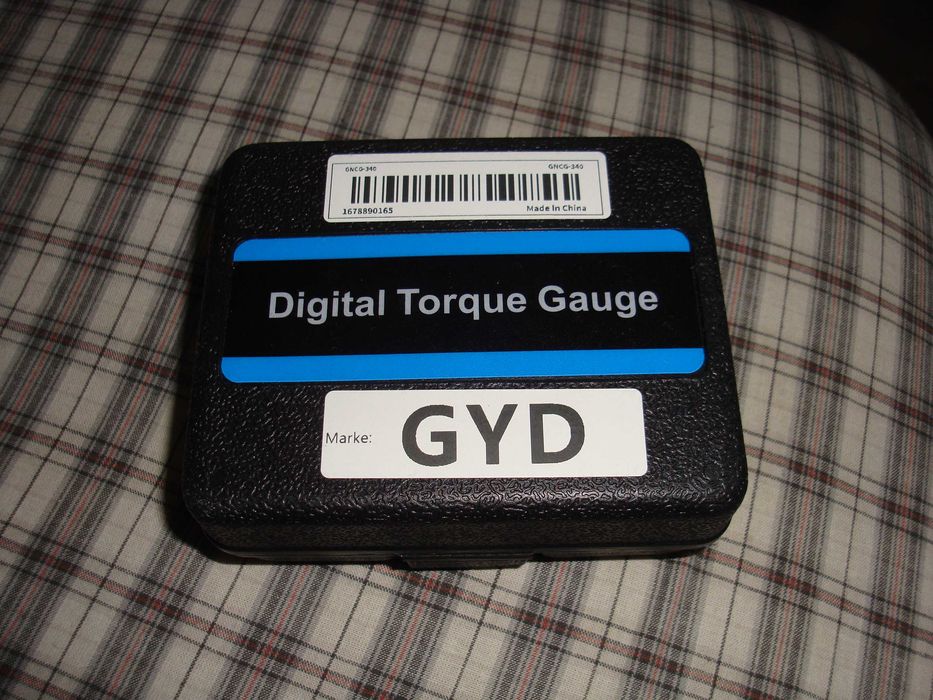 GNCG-340 GNCG-340
1678890165 Made in China
Digital Torque Gauge
Marke: GYD